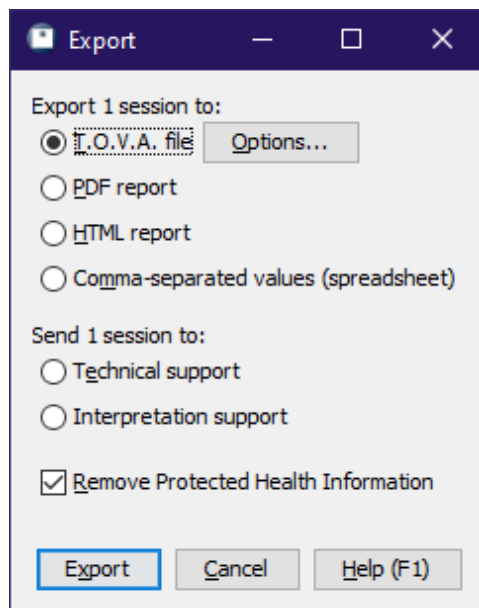 Export
Export 1 session to:
T.O.V.A. file Options...
PDF report
HTML report
Comma-separated values (spreadsheet)
Send 1 session to:
Technical support
Interpretation support
Remove Protected Health Information
Export Cancel Help (F1)